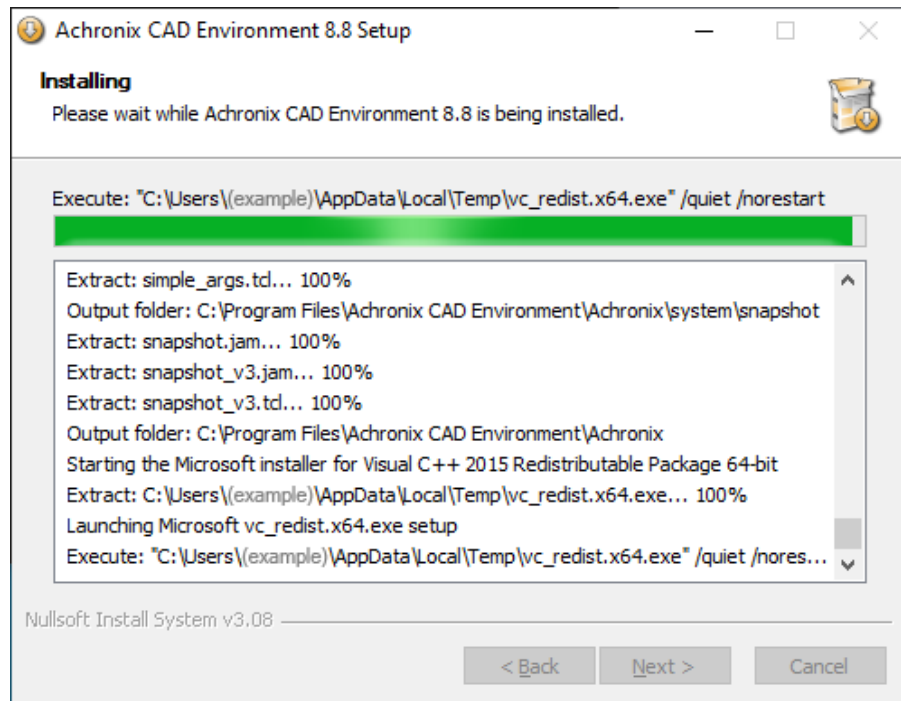 Achronix CAD Environment 8.8 Setup
Installing
Please wait while Achronix CAD Environment 8.8 is being installed.
Execute: "C:\Users\(example)\AppData\Local\Temp\vc_redist.x64.exe" /quiet /norestart
Extract: simple_args.tcl... 100%
Output folder: C:\Program Files\Achronix CAD Environment\Achronix\system\snapshot
Extract: snapshot.jam... 100%
Extract: snapshot_v3.jam... 100%
Extract: snapshot_v3.tcl... 100%
Output folder: C:\Program Files\Achronix CAD Environment\Achronix
Starting the Microsoft installer for Visual C++ 2015 Redistributable Package 64-bit
Extract: C:\Users\(example)\AppData\Local\Temp\vc_redist.x64.exe... 100%
Launching Microsoft vc_redist.x64.exe setup
Execute: "C:\Users\(example)\AppData\Local\Temp\vc_redist.x64.exe" /quiet /nores...
Nullsoft Install System v3.08
< Back Next > Cancel